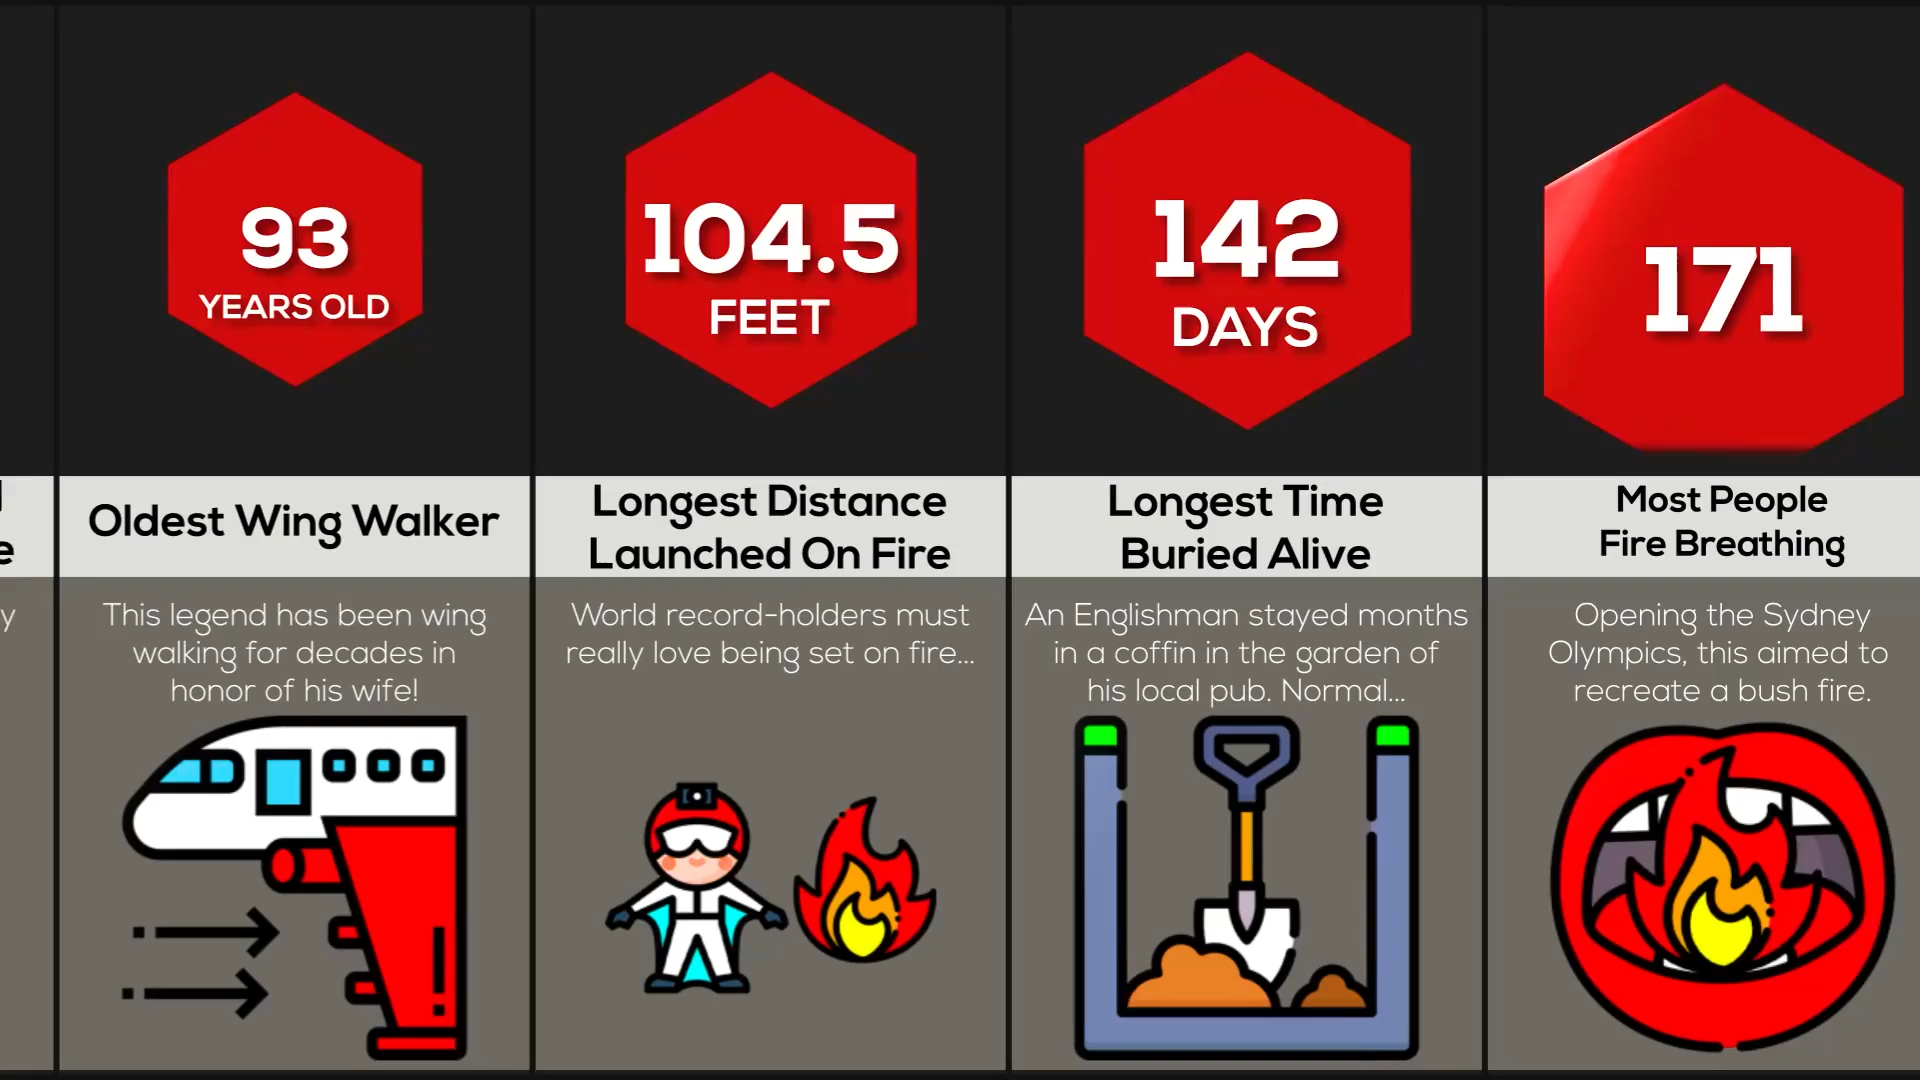 93
YEARS OLD
Oldest Wing Walker
This legend has been wing
walking for decades in
honor of his wife!
104.5
FEET
Longest Distance
Launched On Fire
World record-holders must
really love being set on fire...
142
DAYS
Longest Time
Buried Alive
An Englishman stayed months
in a coffin in the garden of
his local pub. Normal...
171
Most People
Fire Breathing
Opening the Sydney
Olympics, this aimed to
recreate a bush fire.